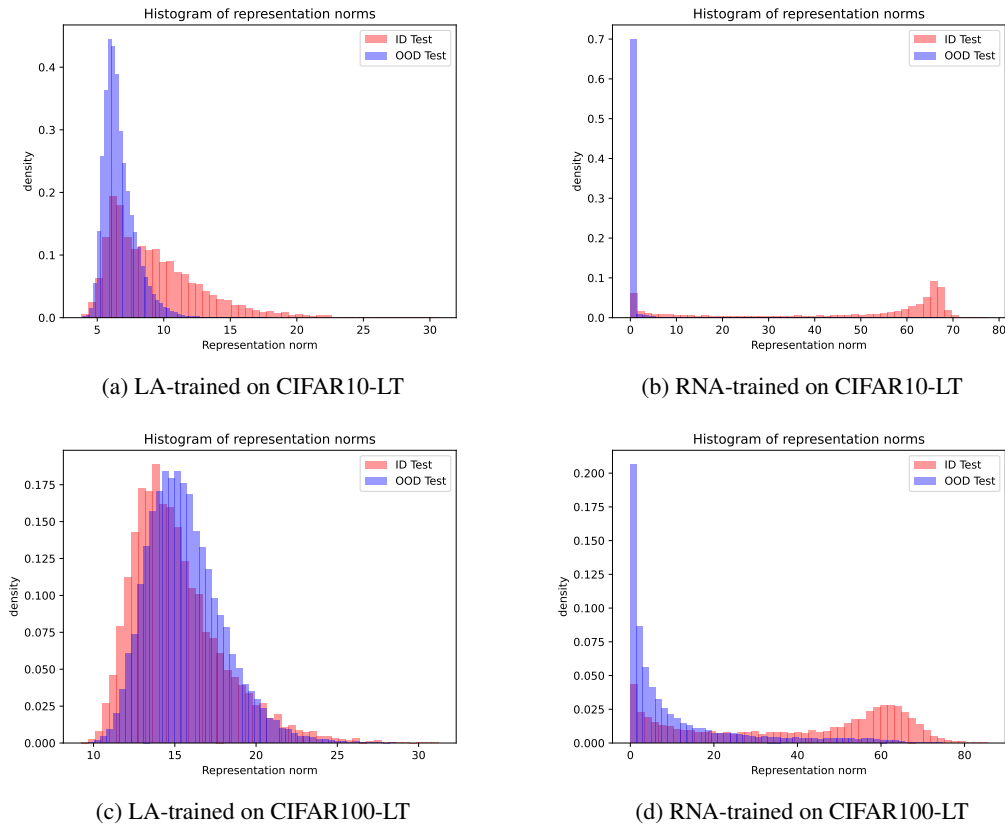 Histogram of representation norms
ID Test
OOD Test
0.4
0.3
0.2
0.1
0.0
density
5 10 15 20 25 30
Representation norm
(a) LA-trained on CIFAR10-LT
Histogram of representation norms
ID Test
OOD Test
0.7
0.6
0.5
0.4
0.3
0.2
0.1
0.0
density
0 10 20 30 40 50 60 70 80
Representation norm
(b) RNA-trained on CIFAR10-LT
Histogram of representation norms
ID Test
OOD Test
0.175
0.150
0.125
0.100
0.075
0.050
0.025
0.000
density
10 15 20 25 30
Representation norm
(c) LA-trained on CIFAR100-LT
Histogram of representation norms
ID Test
OOD Test
0.200
0.175
0.150
0.125
0.100
0.075
0.050
0.025
0.000
density
0 20 40 60 80
Representation norm
(d) RNA-trained on CIFAR100-LT